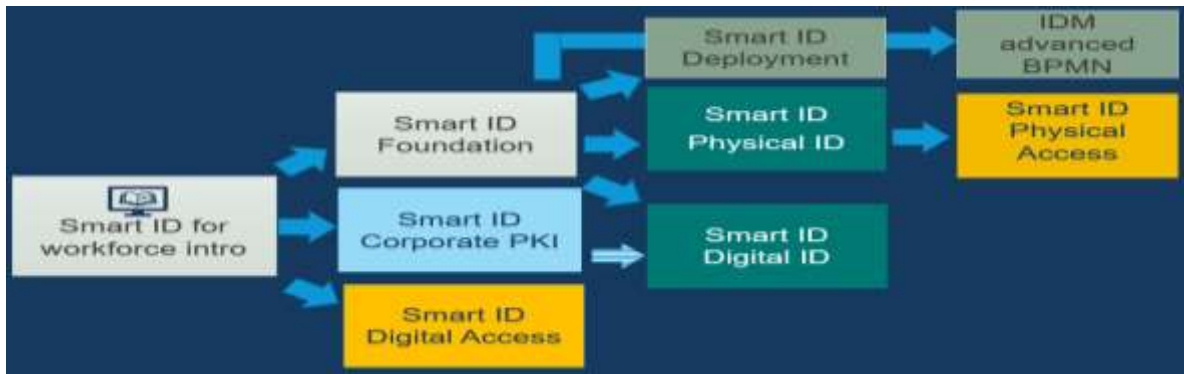 Smart ID for
workforce intro
Smart ID
Foundation
Smart ID
Corporate PKI
Smart ID
Digital Access
Smart ID
Deployment
Smart ID
Physical ID
Smart ID
Digital ID
IDM
advanced
BPMN
Smart ID
Physical
Access